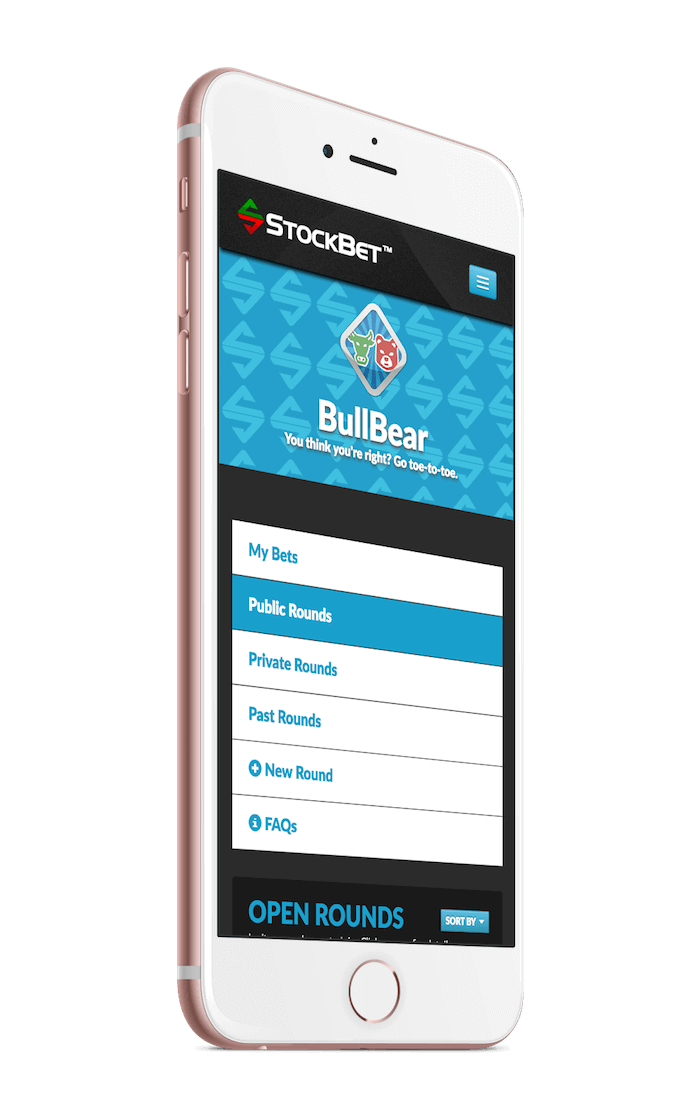 STOCKBET™
BullBear
You think you're right? Go toe-to-toe.
My Bets
Public Rounds
Private Rounds
Past Rounds
New Round
FAQs
OPEN ROUNDS
SORT BY